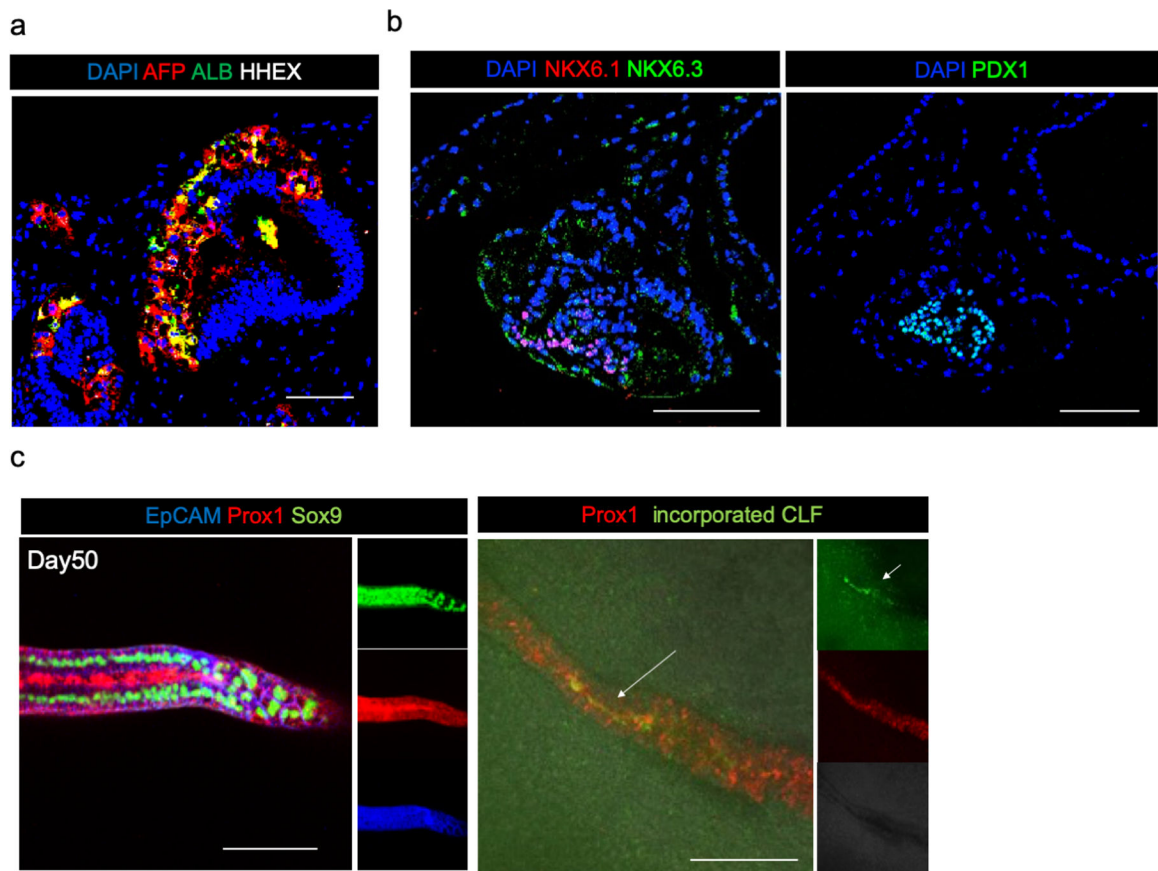 a
b
DAPI AFP ALB HHEX
DAPI NKX6.1 NKX6.3
DAPI PDX1
c
EpCAM Prox1 Sox9
Prox1 incorporated CLF
Day50